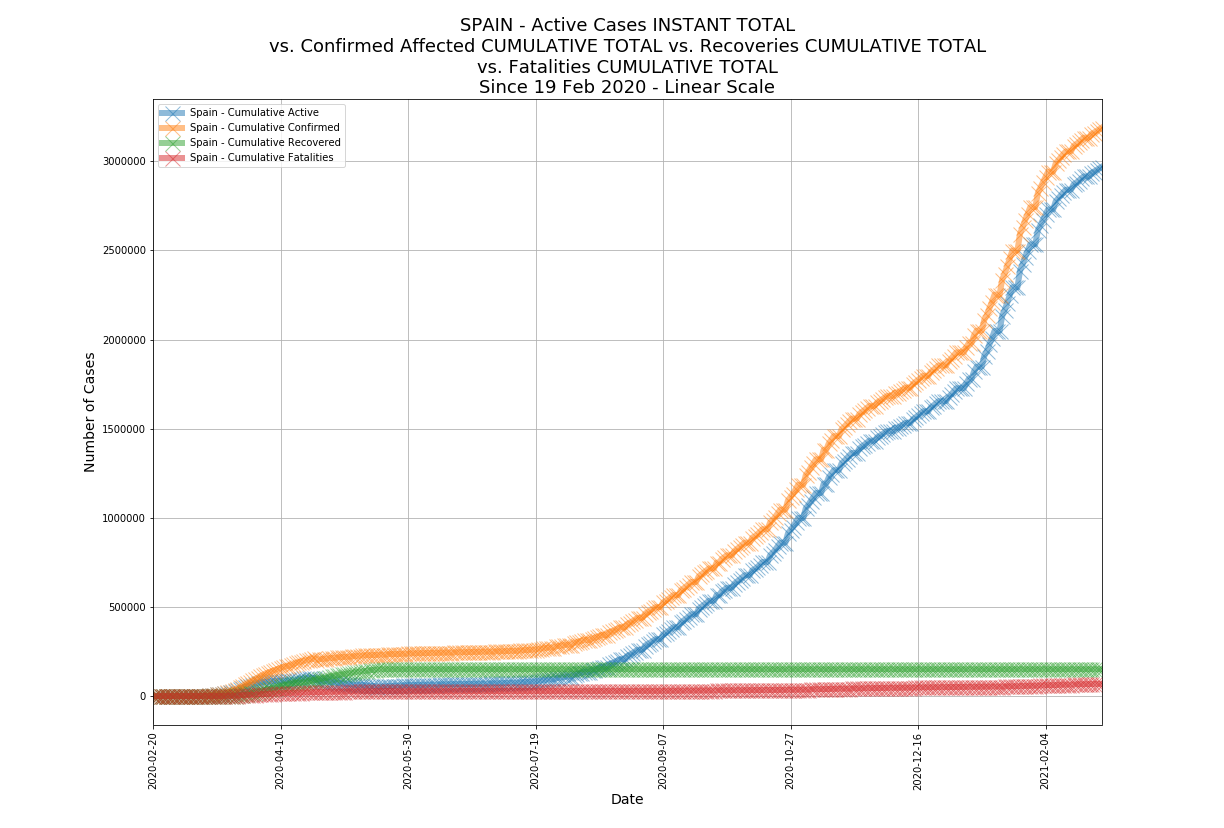 SPAIN - Active Cases INSTANT TOTAL
vs. Confirmed Affected CUMULATIVE TOTAL vs. Recoveries CUMULATIVE TOTAL
vs. Fatalities CUMULATIVE TOTAL
Since 19 Feb 2020 - Linear Scale
Spain - Cumulative Active
Spain - Cumulative Confirmed
Spain - Cumulative Recovered
Spain - Cumulative Fatalities
3000000
2500000
2000000
1500000
1000000
500000
0
Number of Cases
2020-02-20
2020-04-10
2020-05-30
2020-07-19
2020-09-07
2020-10-27
2020-12-16
2021-02-04
Date